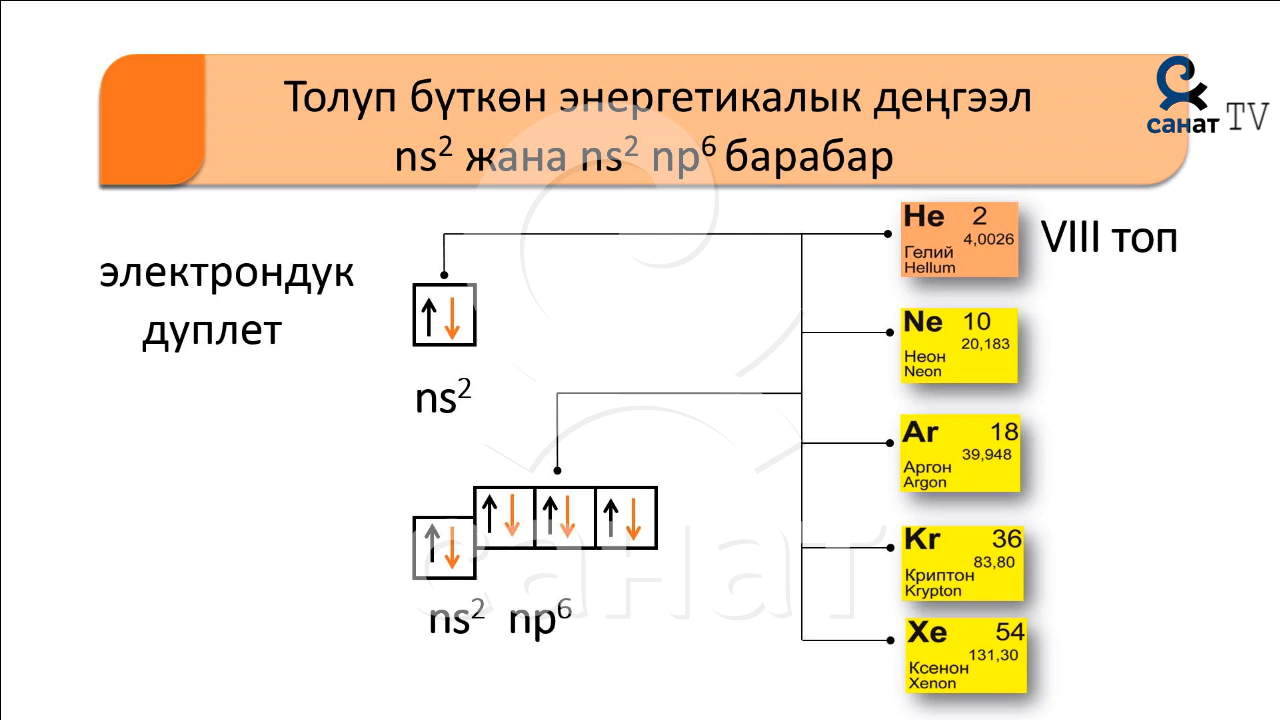 Толуп бүткөн энергетикалык деңгээл
ns² жана ns² np⁶ барабар
санат TV
электрондук
дуплет
ns²
ns² np⁶
He 2
4,0026
Гелий
Hellum
VIII топ
Ne 10
20,183
Неон
Neon
Ar 18
39,948
Аргон
Argon
Kr 36
83,80
Криптон
Krypton
Xe 54
131,30
Ксенон
Xenon
санат